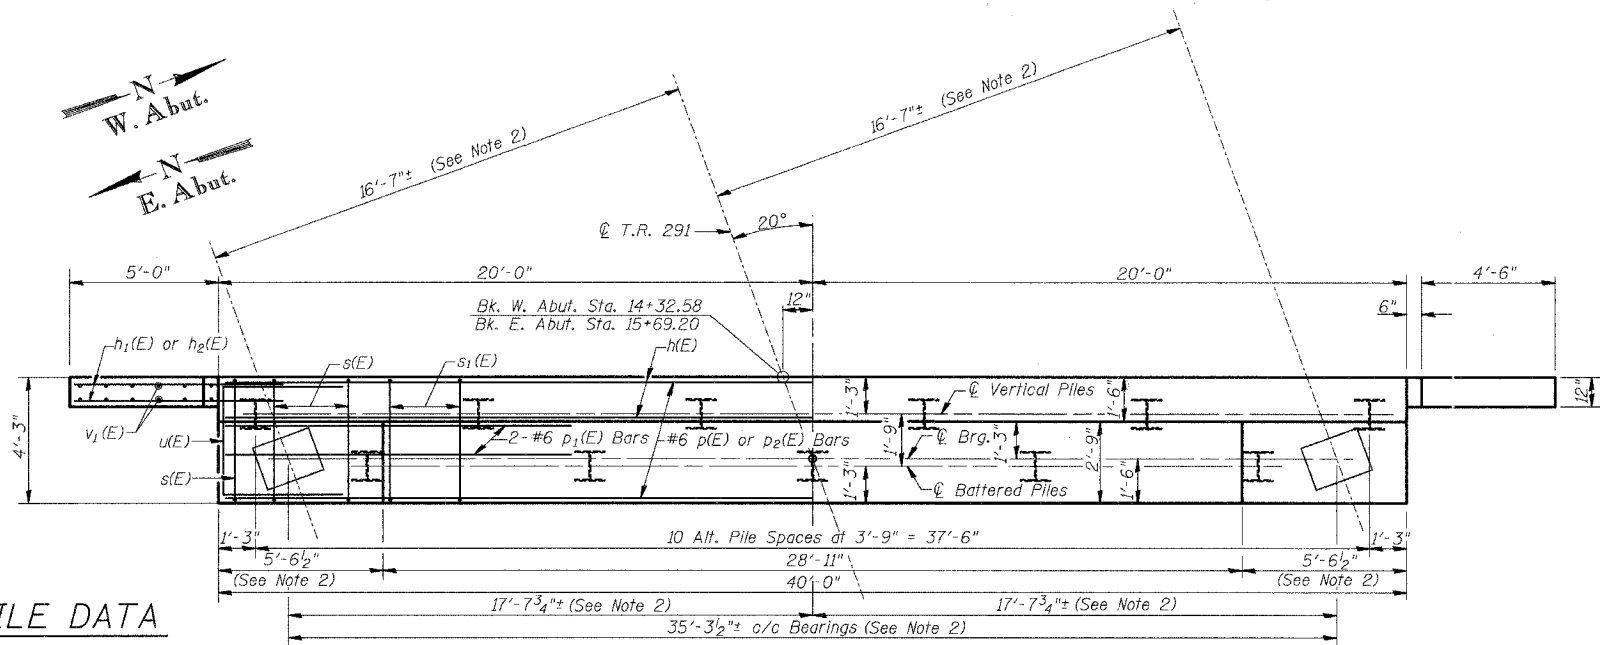 N
W. Abut.
N
E. Abut.
16'-7"± (See Note 2)
16'-7"± (See Note 2)
℄ T.R. 291
20°
5'-0"
20'-0"
20'-0"
4'-6"
12"
6"
Bk. W. Abut. Sta. 14+32.58
Bk. E. Abut. Sta. 15+69.20
h1(E) or h2(E)
s(E)
s1(E)
h(E)
℄ Vertical Piles
1'-3"
1'-6"
12"
4'-3"
v1(E)
u(E)
s(E)
2-#6 p1(E) Bars
#6 p(E) or p2(E) Bars
1'-9"
℄ Brg.
1'-3"
2'-9"
1'-3"
℄ Battered Piles
1'-6"
1'-3"
10 Alt. Pile Spaces at 3'-9" = 37'-6"
1'-3"
5'-6½"
28'-11"
5'-6½"
(See Note 2)
40'-0"
(See Note 2)
17'-7¾"± (See Note 2)
17'-7¾"± (See Note 2)
35'-3½"± c/c Bearings (See Note 2)
ILE DATA